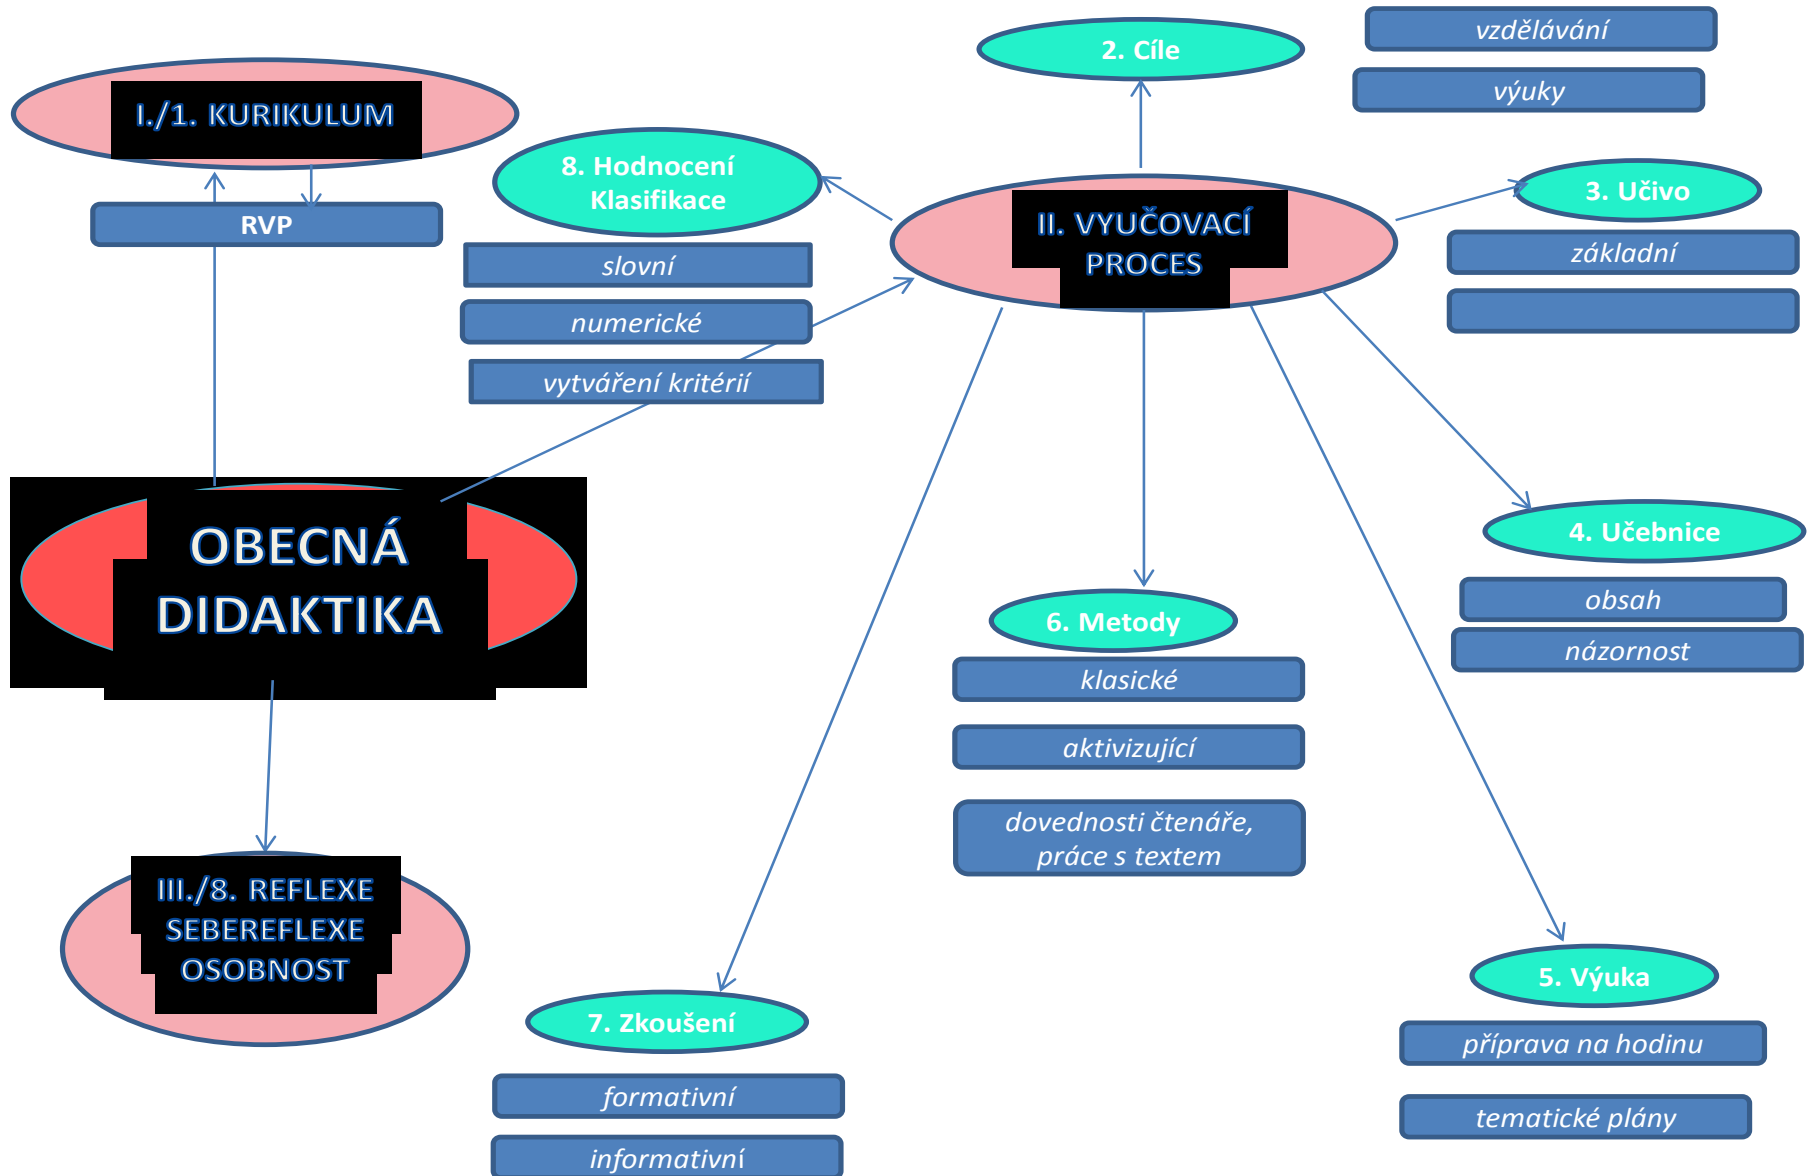 2. Cíle
vzdělávání
výuky
I./1. KURIKULUM
RVP
8. Hodnocení
Klasifikace
slovní
numerické
vytváření kritérií
II. VYUČOVACÍ
PROCES
3. Učivo
základní
OBECNÁ
DIDAKTIKA
4. Učebnice
obsah
názornost
6. Metody
klasické
aktivizující
dovednosti čtenáře,
práce s textem
III./8. REFLEXE
SEBEREFLEXE
OSOBNOST
7. Zkoušení
formativní
informativní
5. Výuka
příprava na hodinu
tematické plány